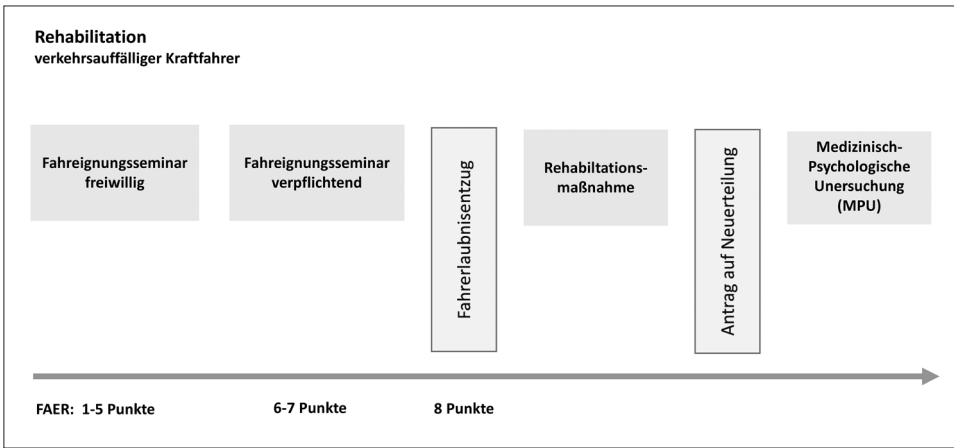 Rehabilitation
verkehrsauffälliger Kraftfahrer
Fahreignungsseminar
freiwillig
Fahreignungsseminar
verpflichtend
Fahrerlaubnisentzug
Rehabiltations-
maßnahme
Antrag auf Neuerteilung
Medizinisch-
Psychologische
Unersuchung
(MPU)
FAER: 1-5 Punkte
6-7 Punkte
8 Punkte